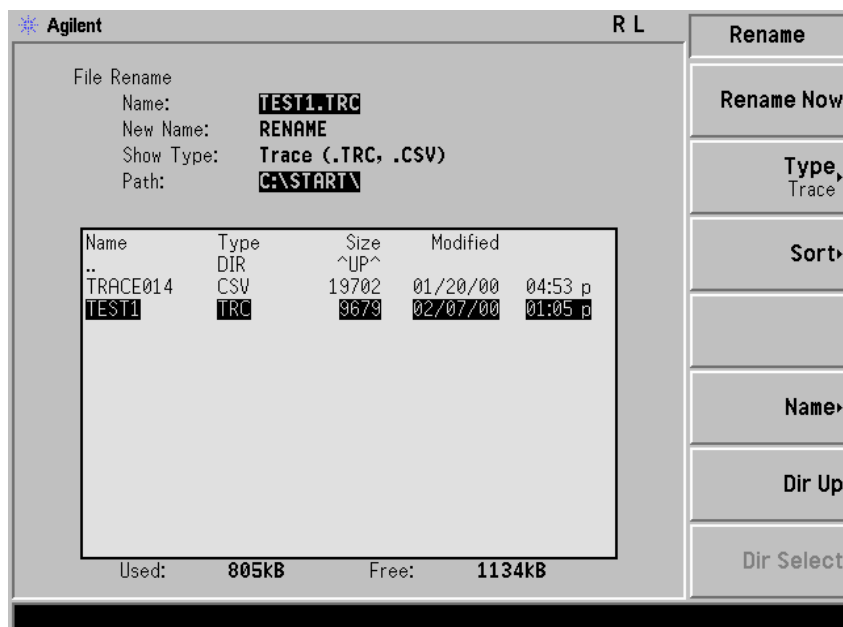 Agilent
R L
File Rename
Name: TEST1.TRC
New Name: RENAME
Show Type: Trace (.TRC, .CSV)
Path: C:\START\
Name Type Size Modified
.. DIR ^UP^
TRACE014 CSV 19702 01/20/00 04:53 p
TEST1 TRC 9679 02/07/00 01:05 p
Used: 805kB Free: 1134kB
Rename
Rename Now
Type
Trace
Sort
Name
Dir Up
Dir Select